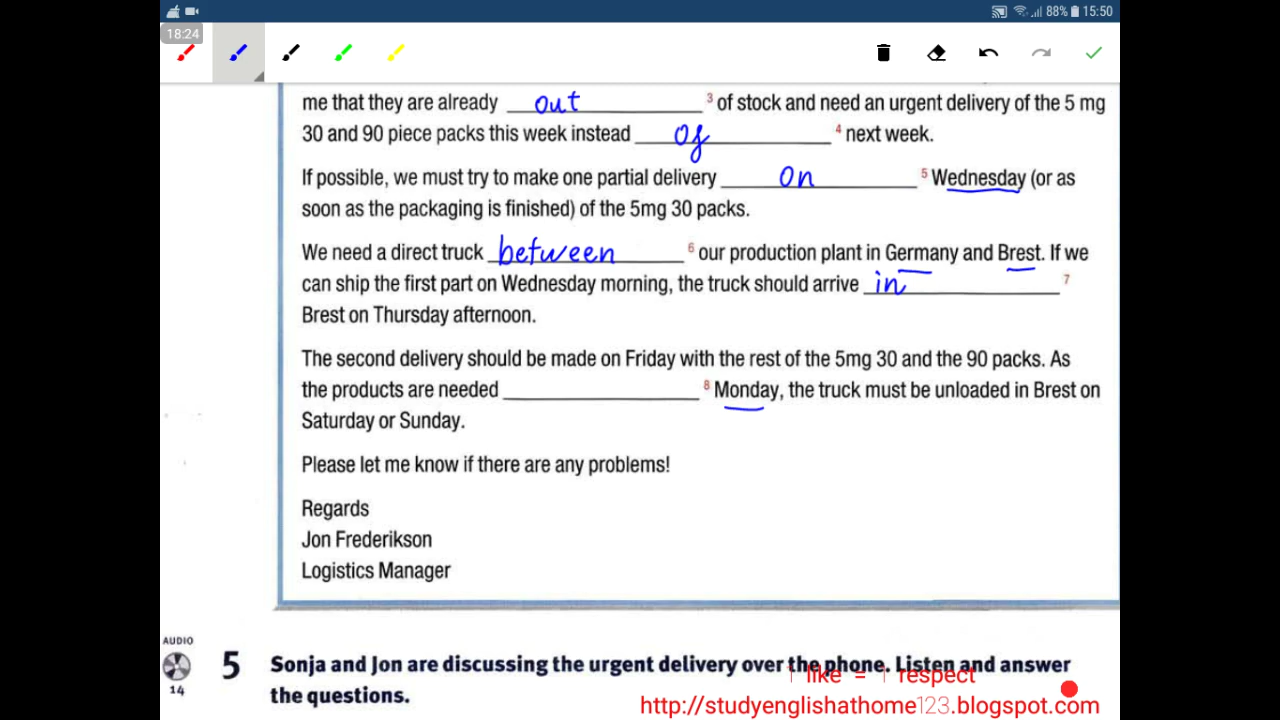 88% 15:50
18:24
me that they are already out 3 of stock and need an urgent delivery of the 5 mg
30 and 90 piece packs this week instead of 4 next week.
If possible, we must try to make one partial delivery on 5 Wednesday (or as
soon as the packaging is finished) of the 5mg 30 packs.
We need a direct truck between 6 our production plant in Germany and Brest. If we
can ship the first part on Wednesday morning, the truck should arrive in 7
Brest on Thursday afternoon.
The second delivery should be made on Friday with the rest of the 5mg 30 and the 90 packs. As
the products are needed ____________ 8 Monday, the truck must be unloaded in Brest on
Saturday or Sunday.
Please let me know if there are any problems!
Regards
Jon Frederikson
Logistics Manager
AUDIO
14
5 Sonja and Jon are discussing the urgent delivery over the phone. Listen and answer
the questions.
↑ like = ↑ respect
http://studyenglishathome123.blogspot.com